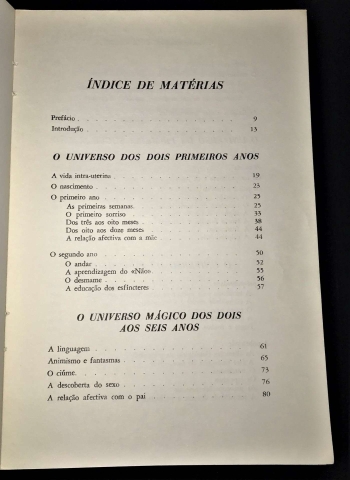 ÍNDICE DE MATÉRIAS
Prefácio . . . . . . . . . . 9
Introdução . . . . . . . . . . 13
O UNIVERSO DOS DOIS PRIMEIROS ANOS
A vida intra-uterina . . . . . . . . . . 19
O nascimento . . . . . . . . . . 23
O primeiro ano . . . . . . . . . . 25
As primeiras semanas . . . . . . . . . . 25
O primeiro sorriso . . . . . . . . . . 33
Dos três aos oito meses . . . . . . . . . . 38
Dos oito aos doze meses . . . . . . . . . . 44
A relação afectiva com a mãe . . . . . . . . . . 44
O segundo ano . . . . . . . . . . 50
O andar . . . . . . . . . . 52
A aprendizagem do «Não» . . . . . . . . . . 55
O desmame . . . . . . . . . . 56
A educação dos esfíncteres . . . . . . . . . . 57
O UNIVERSO MÁGICO DOS DOIS
AOS SEIS ANOS
A linguagem . . . . . . . . . . 61
Animismo e fantasmas . . . . . . . . . . 65
O ciúme . . . . . . . . . . 73
A descoberta do sexo . . . . . . . . . . 76
A relação afectiva com o pai . . . . . . . . . . 80